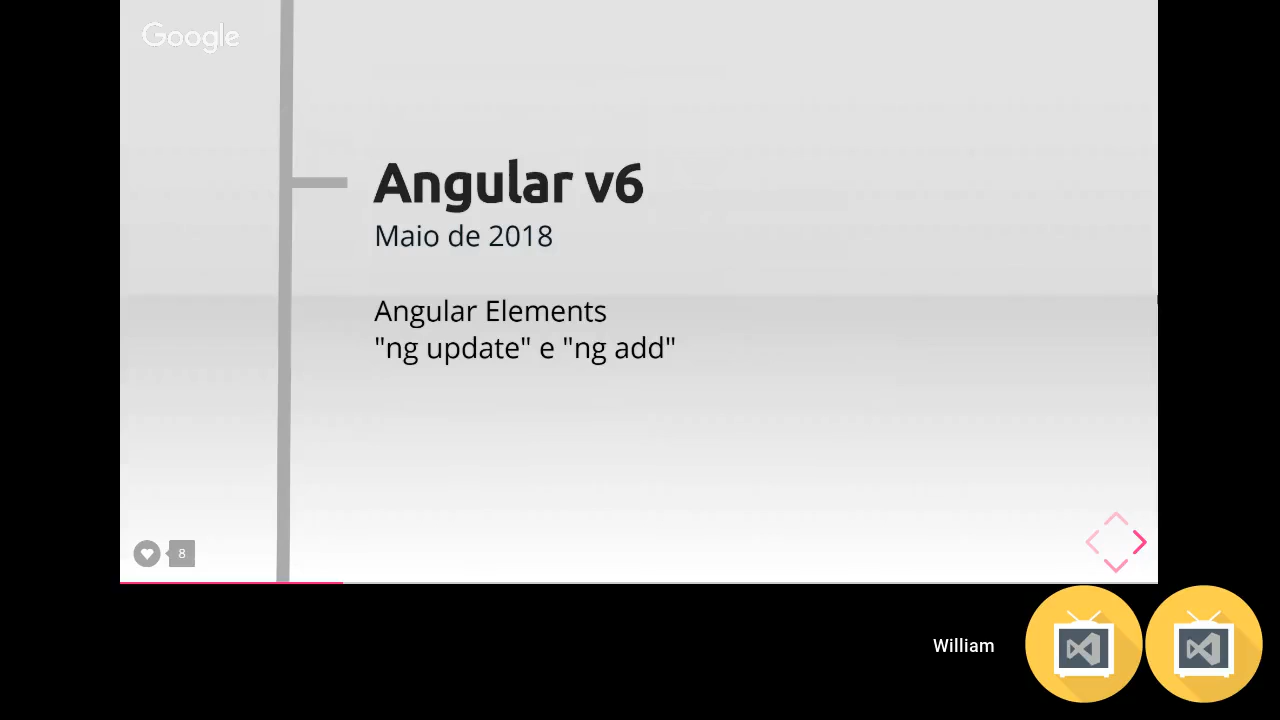 Google
Angular v6
Maio de 2018
Angular Elements
"ng update" e "ng add"
8
William